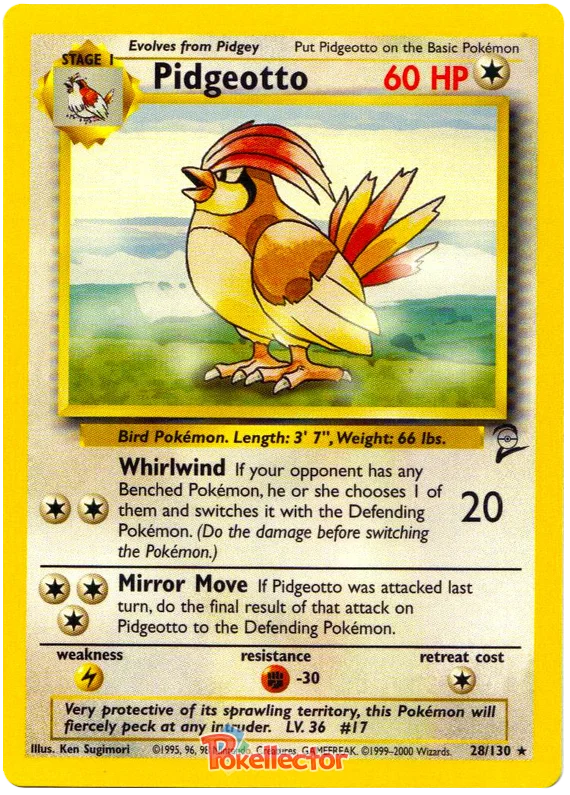 Evolves from Pidgey Put Pidgeotto on the Basic Pokémon
STAGE 1
Pidgeotto 60 HP
Bird Pokémon. Length: 3' 7", Weight: 66 lbs.
Whirlwind If your opponent has any
Benched Pokémon, he or she chooses 1 of
them and switches it with the Defending
Pokémon. (Do the damage before switching
the Pokémon.)
20
Mirror Move If Pidgeotto was attacked last
turn, do the final result of that attack on
Pidgeotto to the Defending Pokémon.
weakness resistance retreat cost
-30
Very protective of its sprawling territory, this Pokémon will
fiercely peck at any intruder. LV. 36 #17
Illus. Ken Sugimori ©1995, 96, 98 Nintendo, Creatures, GAMEFREAK. ©1999-2000 Wizards. 28/130 ★
Pokellector